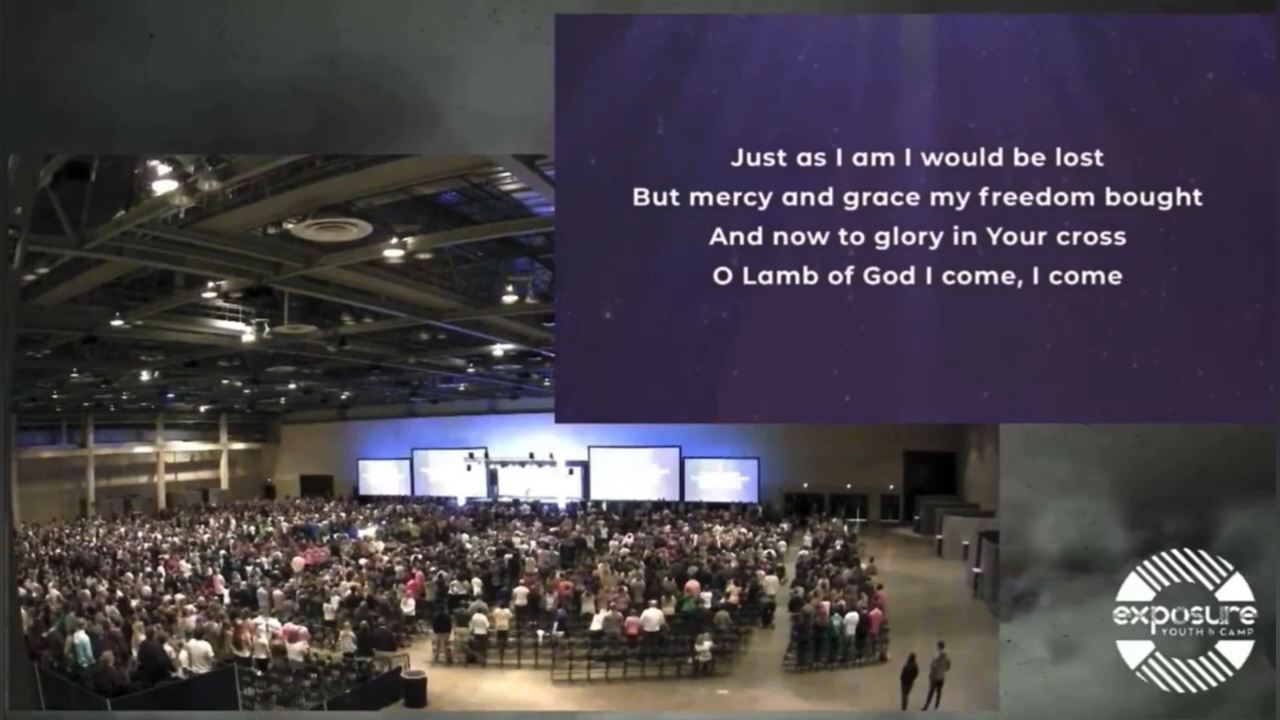 Just as I am I would be lost
But mercy and grace my freedom bought
And now to glory in Your cross
O Lamb of God I come, I come
exposure
YOUTH CAMP